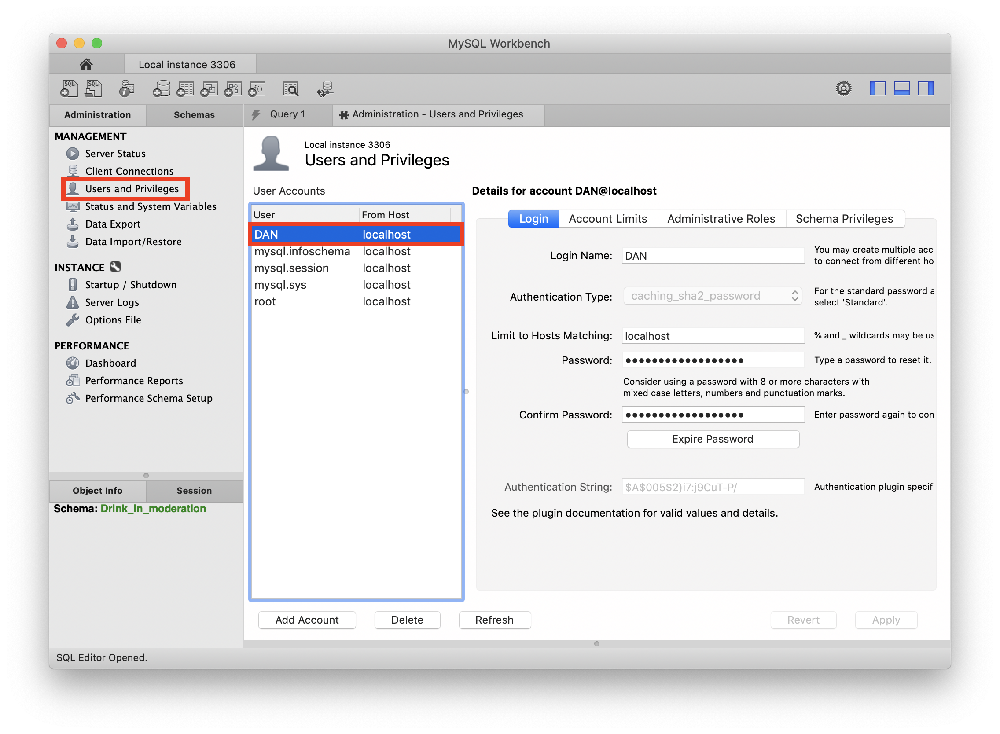 MySQL Workbench
Local instance 3306
SQL
SQL
Administration
Schemas
Query 1
Administration - Users and Privileges
MANAGEMENT
Server Status
Client Connections
Users and Privileges
Status and System Variables
Data Export
Data Import/Restore
INSTANCE
Startup / Shutdown
Server Logs
Options File
PERFORMANCE
Dashboard
Performance Reports
Performance Schema Setup
Object Info
Session
Schema: Drink_in_moderation
Local instance 3306
Users and Privileges
User Accounts
User From Host
DAN localhost
mysql.infoschema localhost
mysql.session localhost
mysql.sys localhost
root localhost
Add Account
Delete
Refresh
Details for account DAN@localhost
Login
Account Limits
Administrative Roles
Schema Privileges
Login Name: DAN
You may create multiple acc
to connect from different ho
Authentication Type: caching_sha2_password
For the standard password a
select 'Standard'.
Limit to Hosts Matching: localhost
% and _ wildcards may be us
Password: ••••••••••••••••••
Type a password to reset it.
Consider using a password with 8 or more characters with
mixed case letters, numbers and punctuation marks.
Confirm Password: ••••••••••••••••••
Enter password again to con
Expire Password
Authentication String: $A$005$2)i7:j9CuT-P/
Authentication plugin specifi
See the plugin documentation for valid values and details.
Revert
Apply
SQL Editor Opened.